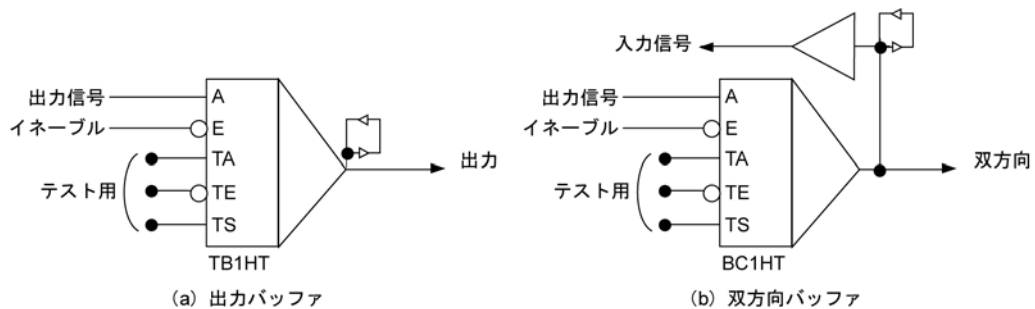 出力信号
イネーブル
テスト用
A
E
TA
TE
TS
出力
TB1HT
(a) 出力バッファ
入力信号
出力信号
イネーブル
テスト用
A
E
TA
TE
TS
双方向
BC1HT
(b) 双方向バッファ